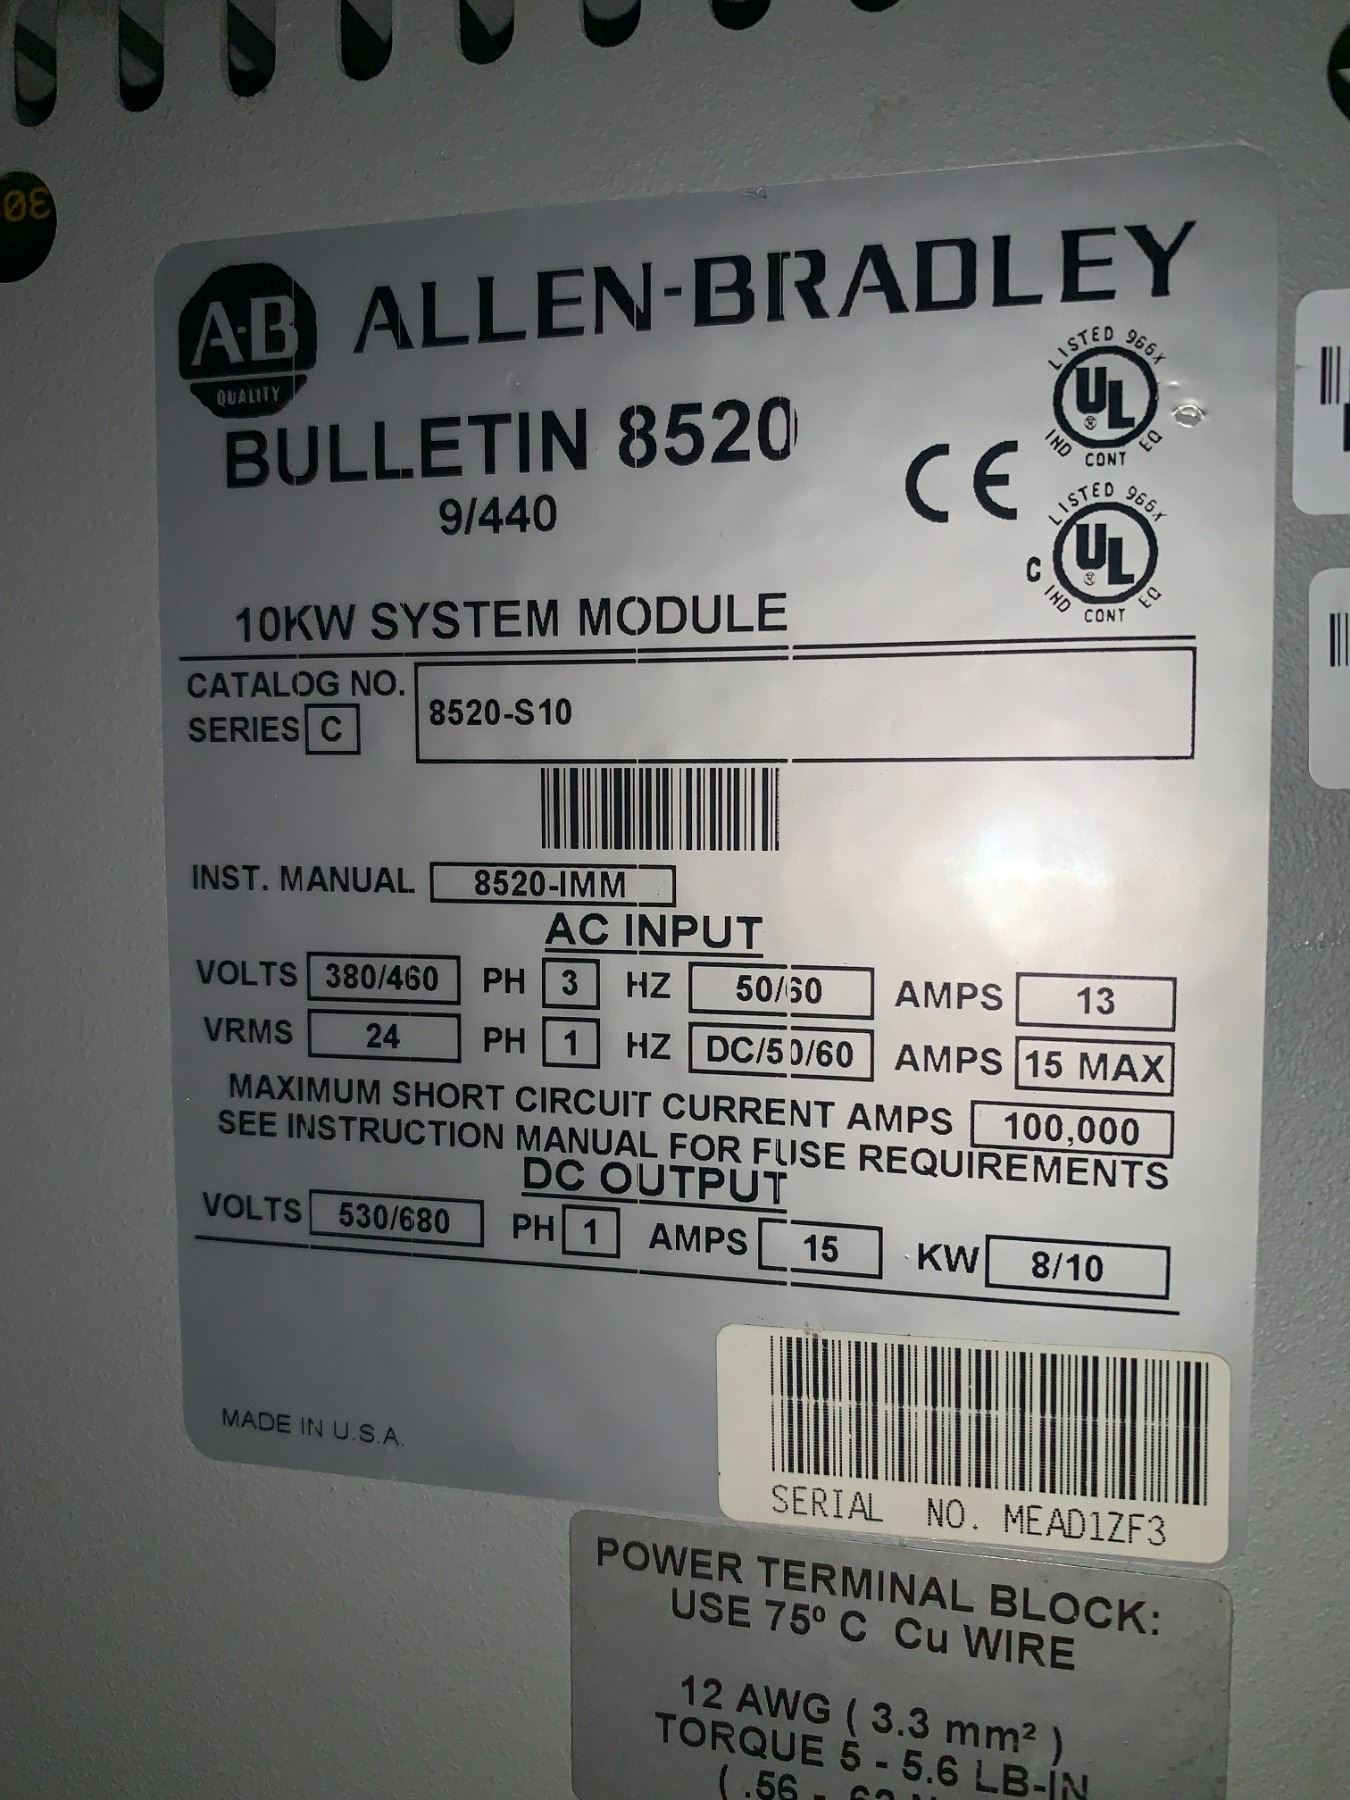 30
A-B QUALITY ALLEN-BRADLEY
BULLETIN 8520
9/440
CE
LISTED 966X
UL ®
IND CONT EQ
LISTED 966X
C UL ®
IND CONT EQ
10KW SYSTEM MODULE
CATALOG NO. 8520-S10
SERIES C
INST. MANUAL 8520-IMM
AC INPUT
VOLTS 380/460 PH 3 HZ 50/60 AMPS 13
VRMS 24 PH 1 HZ DC/50/60 AMPS 15 MAX
MAXIMUM SHORT CIRCUIT CURRENT AMPS 100,000
SEE INSTRUCTION MANUAL FOR FUSE REQUIREMENTS
DC OUTPUT
VOLTS 530/680 PH 1 AMPS 15 KW 8/10
MADE IN U.S.A.
SERIAL NO. MEAD1ZF3
POWER TERMINAL BLOCK:
USE 75º C Cu WIRE
12 AWG ( 3.3 mm² )
TORQUE 5 - 5.6 LB-IN
( .56 -